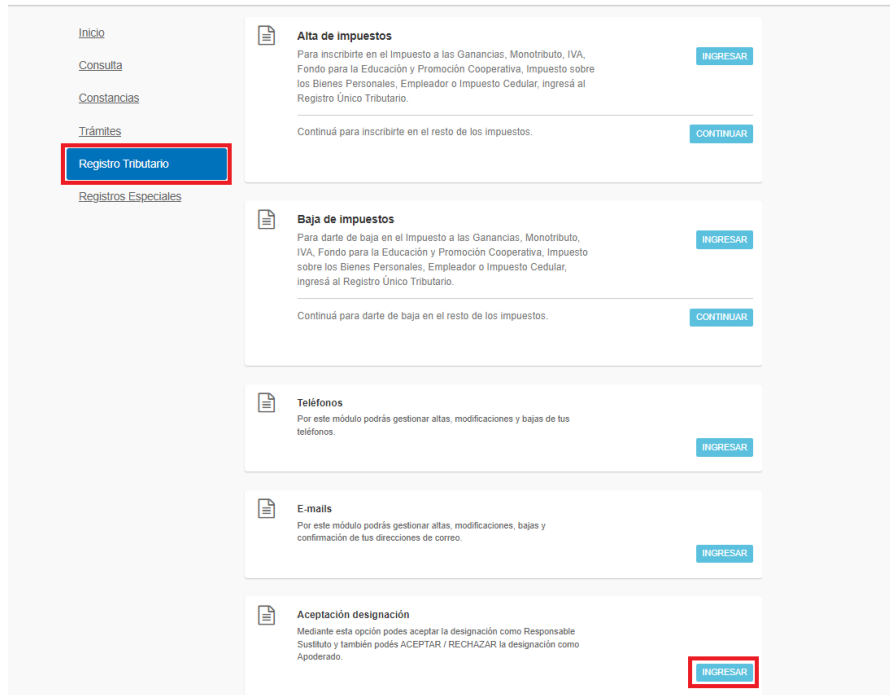 Inicio
Consulta
Constancias
Trámites
Registro Tributario
Registros Especiales
Alta de impuestos
Para inscribirte en el Impuesto a las Ganancias, Monotributo, IVA,
Fondo para la Educación y Promoción Cooperativa, Impuesto sobre
los Bienes Personales, Empleador o Impuesto Cedular, ingresá al
Registro Único Tributario.
INGRESAR
Continuá para inscribirte en el resto de los impuestos.
CONTINUAR
Baja de impuestos
Para darte de baja en el Impuesto a las Ganancias, Monotributo,
IVA, Fondo para la Educación y Promoción Cooperativa, Impuesto
sobre los Bienes Personales, Empleador o Impuesto Cedular,
ingresá al Registro Único Tributario.
INGRESAR
Continuá para darte de baja en el resto de los impuestos.
CONTINUAR
Teléfonos
Por este módulo podrás gestionar altas, modificaciones y bajas de tus
teléfonos.
INGRESAR
E-mails
Por este módulo podrás gestionar altas, modificaciones, bajas y
confirmación de tus direcciones de correo.
INGRESAR
Aceptación designación
Mediante esta opción podes aceptar la designación como Responsable
Sustituto y también podés ACEPTAR / RECHAZAR la designación como
Apoderado.
INGRESAR